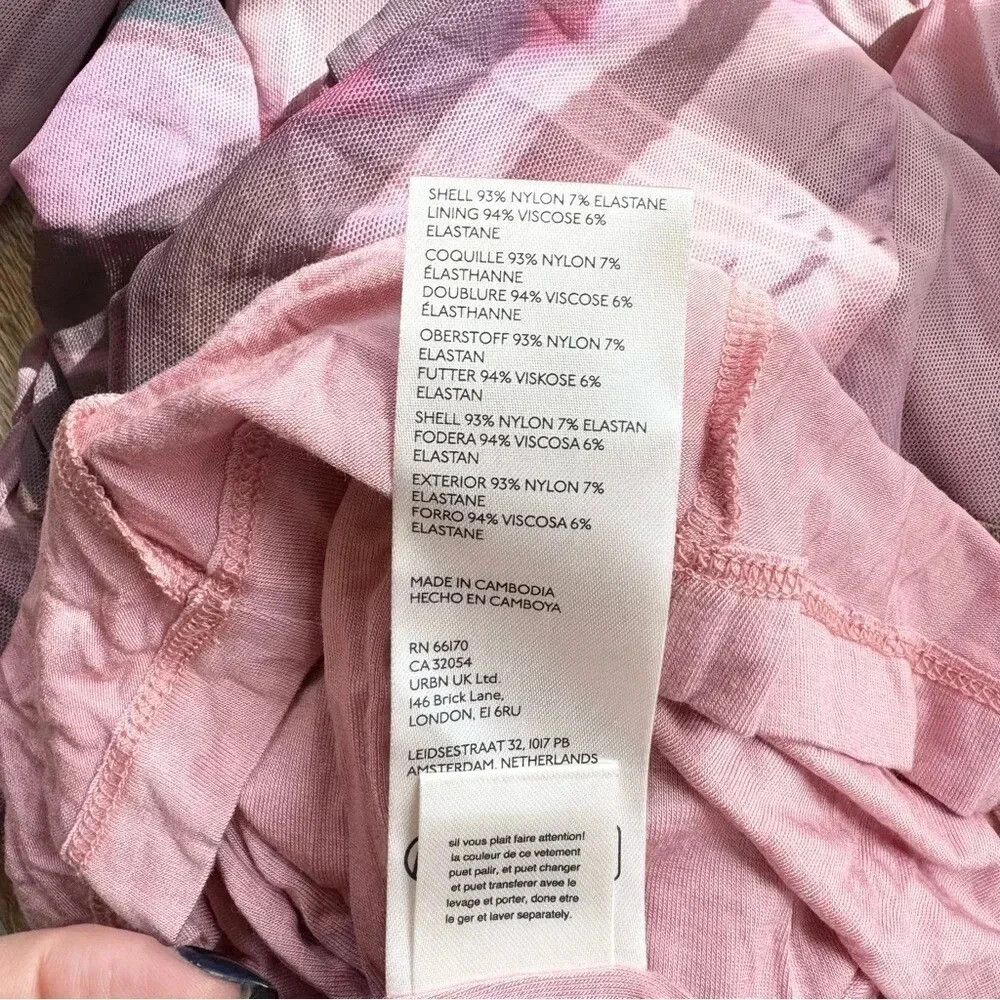 SHELL 93% NYLON 7% ELASTANE
LINING 94% VISCOSE 6%
ELASTANE
COQUILLE 93% NYLON 7%
ÉLASTHANNE
DOUBLURE 94% VISCOSE 6%
ÉLASTHANNE
OBERSTOFF 93% NYLON 7%
ELASTAN
FUTTER 94% VISKOSE 6%
ELASTAN
SHELL 93% NYLON 7% ELASTAN
FODERA 94% VISCOSA 6%
ELASTAN
EXTERIOR 93% NYLON 7%
ELASTANE
FORRO 94% VISCOSA 6%
ELASTANE
MADE IN CAMBODIA
HECHO EN CAMBOYA
RN 66170
CA 32054
URBN UK Ltd.
146 Brick Lane,
LONDON, E1 6RU
LEIDSESTRAAT 32, 1017 PB
AMSTERDAM, NETHERLANDS
sil vous plait faire attention!
la couleur de ce vetement
puet palir, et puet changer
et puet transferer avec le
levage et porter, done etre
le ger et laver separately.